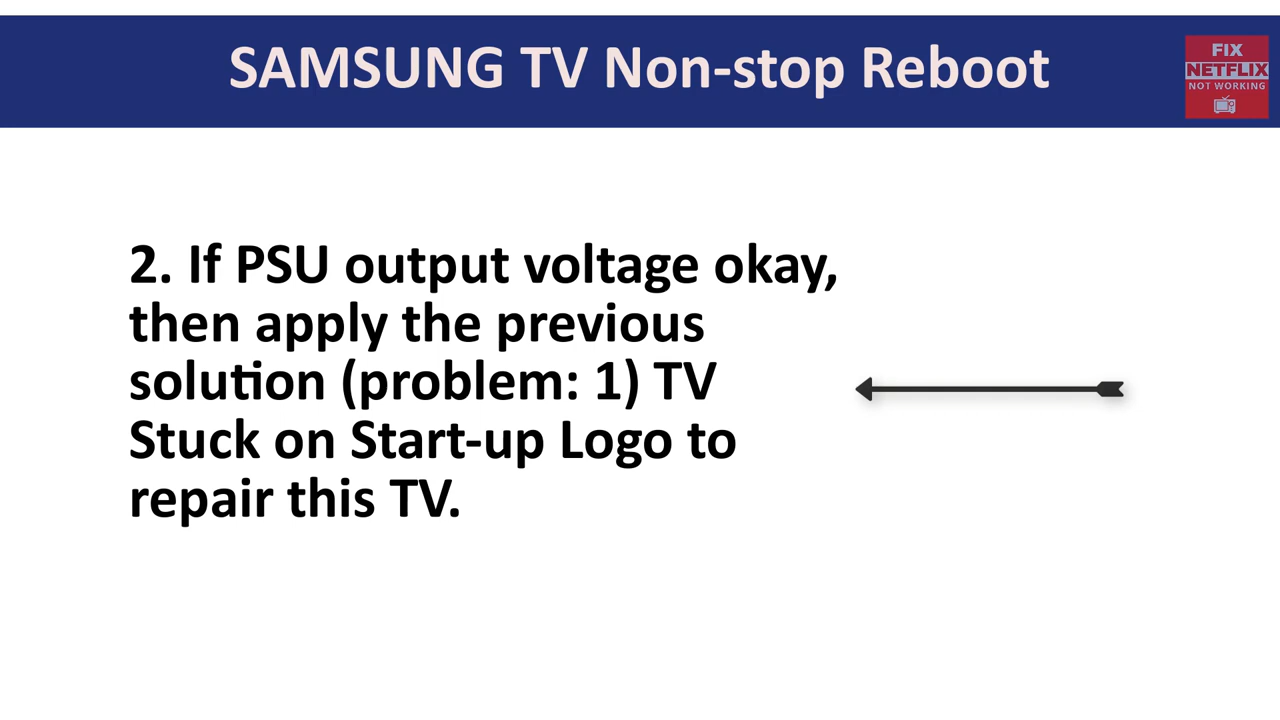 SAMSUNG TV Non-stop Reboot
FIX
NETFLIX
NOT WORKING
2. If PSU output voltage okay,
then apply the previous
solution (problem: 1) TV
Stuck on Start-up Logo to
repair this TV.